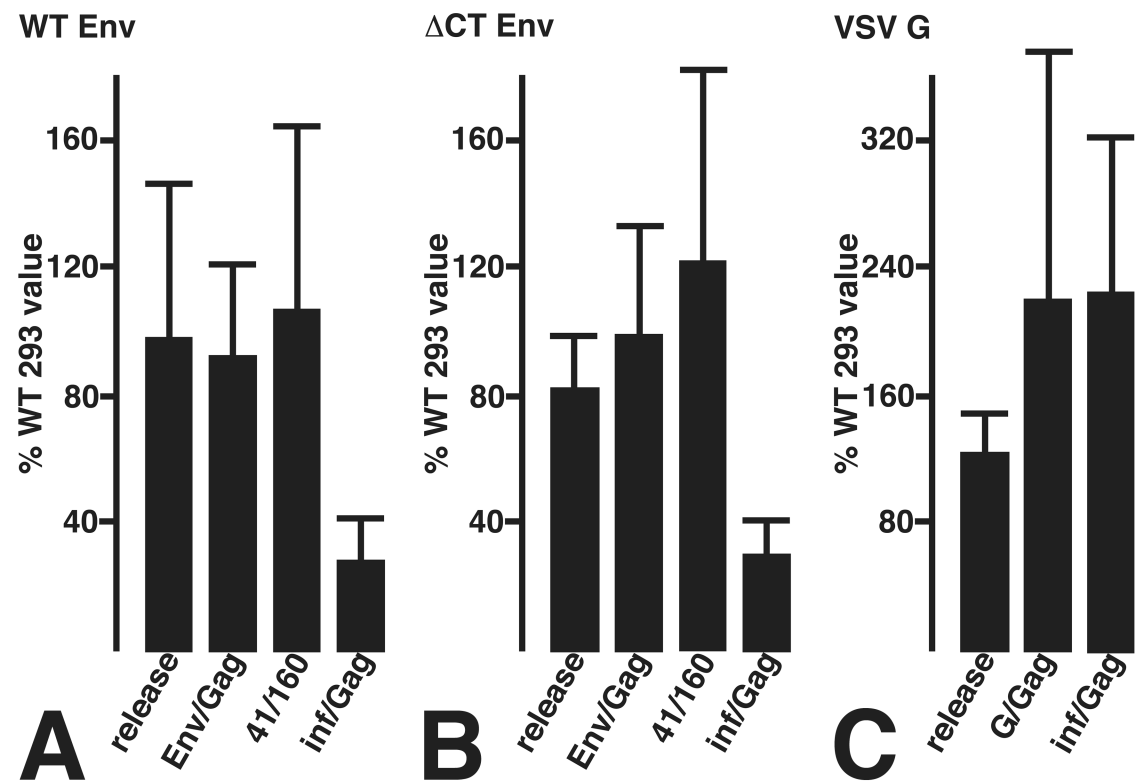 WT Env
% WT 293 value
160
120
80
40
release
Env/Gag
41/160
inf/Gag
A
ΔCT Env
% WT 293 value
160
120
80
40
release
Env/Gag
41/160
inf/Gag
B
VSV G
% WT 293 value
320
240
160
80
release
G/Gag
inf/Gag
C